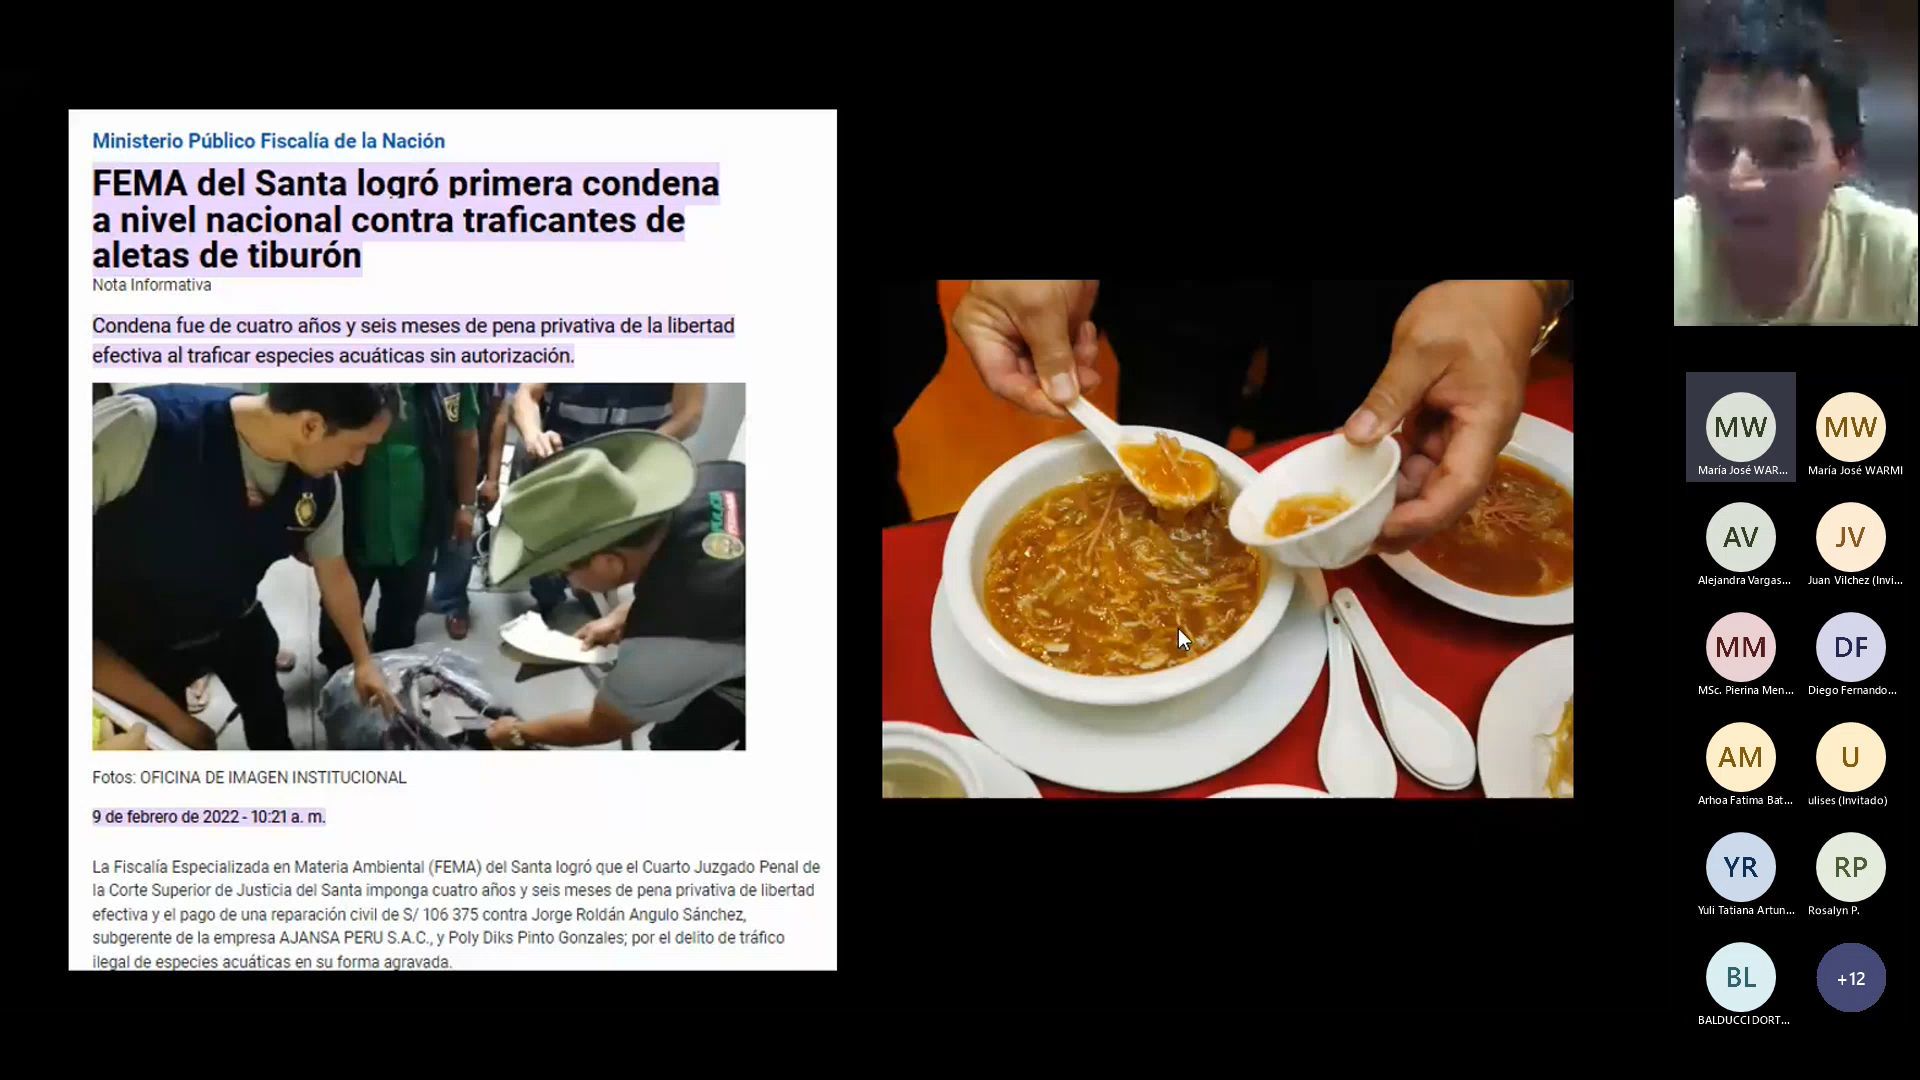 Ministerio Público Fiscalía de la Nación
FEMA del Santa logró primera condena
a nivel nacional contra traficantes de
aletas de tiburón
Nota Informativa
Condena fue de cuatro años y seis meses de pena privativa de la libertad
efectiva al traficar especies acuáticas sin autorización.
Fotos: OFICINA DE IMAGEN INSTITUCIONAL
9 de febrero de 2022 - 10:21 a. m.
La Fiscalía Especializada en Materia Ambiental (FEMA) del Santa logró que el Cuarto Juzgado Penal de
la Corte Superior de Justicia del Santa imponga cuatro años y seis meses de pena privativa de libertad
efectiva y el pago de una reparación civil de S/ 106 375 contra Jorge Roldán Angulo Sánchez,
subgerente de la empresa AJANSA PERU S.A.C., y Poly Diks Pinto Gonzales; por el delito de tráfico
ilegal de especies acuáticas en su forma agravada.
MW MW
María José WAR... María José WARMI
AV JV
Alejandra Vargas... Juan Vilchez (Invi...
MM DF
MSc. Pierina Men... Diego Fernando...
AM U
Arhoa Fatima Bat... ulises (Invitado)
YR RP
Yuli Tatiana Artun... Rosalyn P.
BL +12
BALDUCCI DORT...